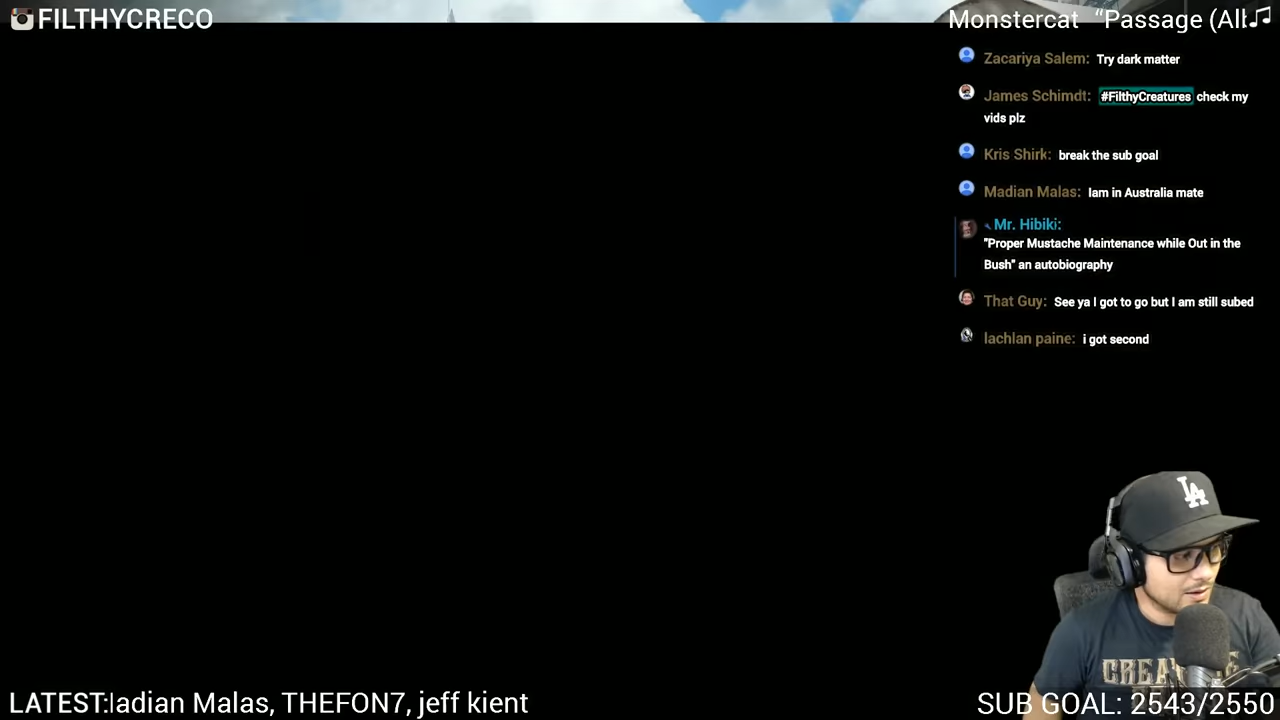 FILTHYCRECO
Monstercat "Passage (Al
Zacariya Salem: Try dark matter
James Schimdt: #FilthyCreatures check my
vids plz
Kris Shirk: break the sub goal
Madian Malas: Iam in Australia mate
Mr. Hibiki:
"Proper Mustache Maintenance while Out in the
Bush" an autobiography
That Guy: See ya I got to go but I am still subed
lachlan paine: i got second
LA
LATEST: adian Malas, THEFON7, jeff kient
SUB GOAL: 2543/2550